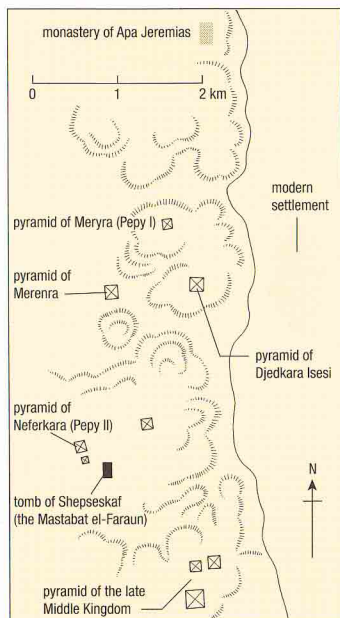 monastery of Apa Jeremias
0 1 2 km
modern
settlement
pyramid of Meryra (Pepy I)
pyramid of
Merenra
pyramid of
Djedkara Isesi
pyramid of
Neferkara (Pepy II)
N
tomb of Shepseskaf
(the Mastabat el-Faraun)
pyramid of the late
Middle Kingdom